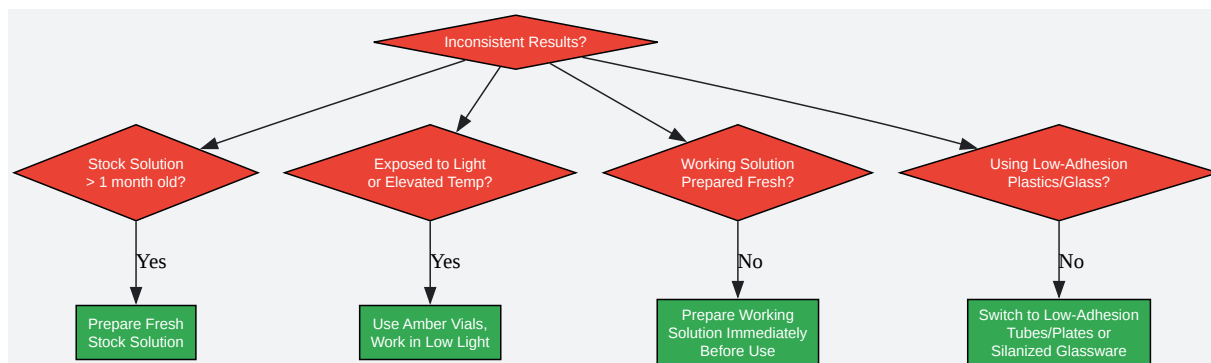 Inconsistent Results?
Stock Solution
> 1 month old?
Exposed to Light
or Elevated Temp?
Working Solution
Prepared Fresh?
Using Low-Adhesion
Plastics/Glass?
Yes
Yes
No
No
Prepare Fresh
Stock Solution
Use Amber Vials,
Work in Low Light
Prepare Working
Solution Immediately
Before Use
Switch to Low-Adhesion
Tubes/Plates or
Silanized Glassware